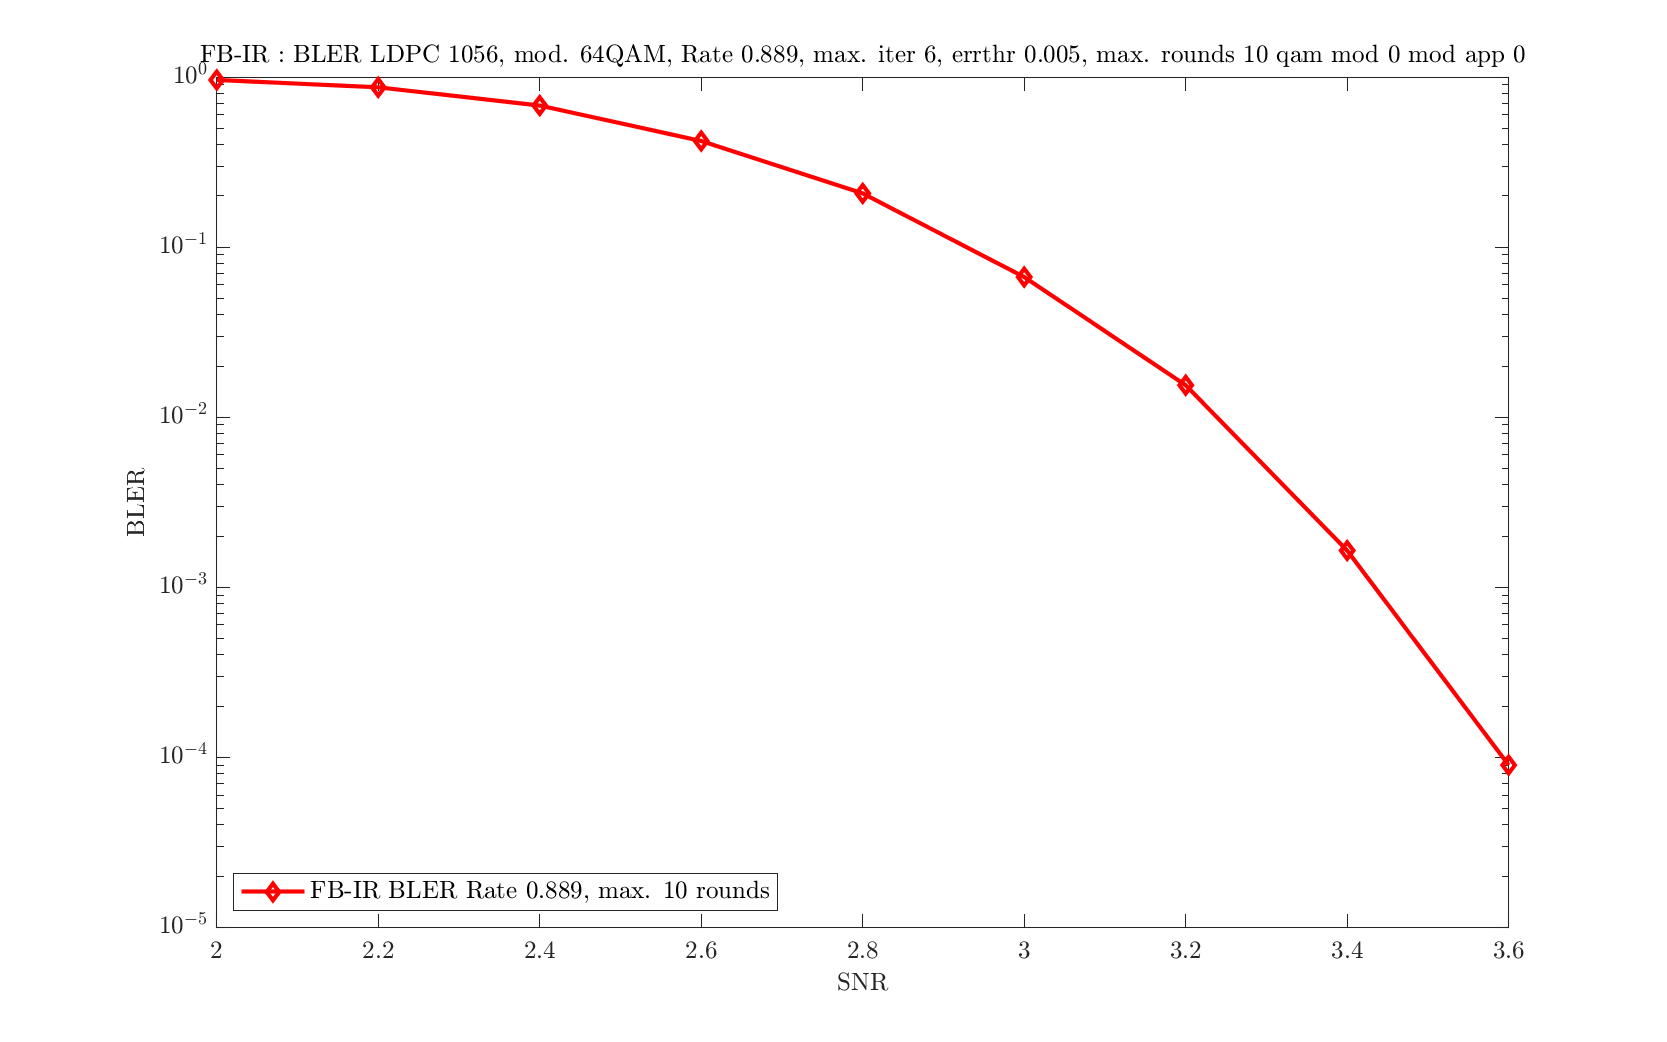 FB-IR : BLER LDPC 1056, mod. 64QAM, Rate 0.889, max. iter 6, errthr 0.005, max. rounds 10 qam mod 0 mod app 0
10^0
10^-1
10^-2
10^-3
10^-4
10^-5
BLER
FB-IR BLER Rate 0.889, max. 10 rounds
2 2.2 2.4 2.6 2.8 3 3.2 3.4 3.6
SNR